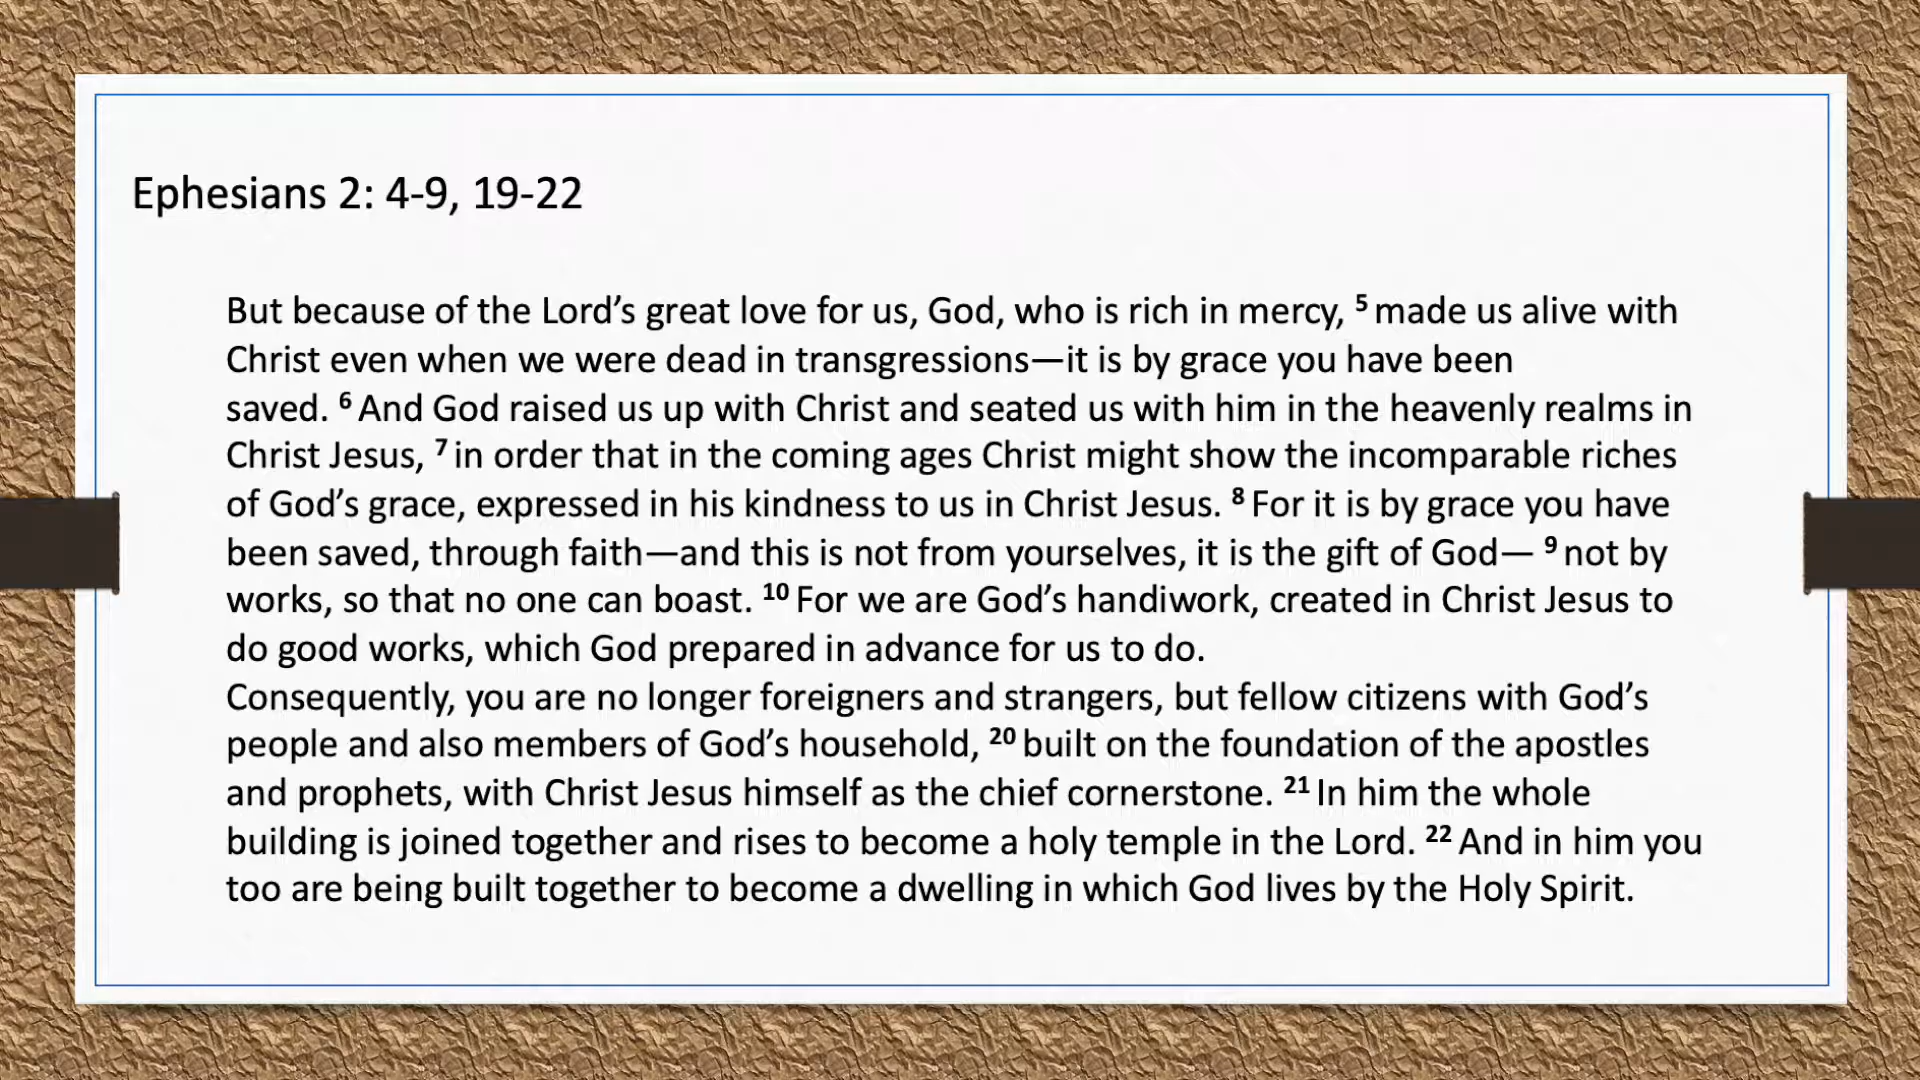 Ephesians 2: 4-9, 19-22
But because of the Lord’s great love for us, God, who is rich in mercy, 5 made us alive with
Christ even when we were dead in transgressions—it is by grace you have been
saved. 6 And God raised us up with Christ and seated us with him in the heavenly realms in
Christ Jesus, 7 in order that in the coming ages Christ might show the incomparable riches
of God’s grace, expressed in his kindness to us in Christ Jesus. 8 For it is by grace you have
been saved, through faith—and this is not from yourselves, it is the gift of God— 9 not by
works, so that no one can boast. 10 For we are God’s handiwork, created in Christ Jesus to
do good works, which God prepared in advance for us to do.
Consequently, you are no longer foreigners and strangers, but fellow citizens with God’s
people and also members of God’s household, 20 built on the foundation of the apostles
and prophets, with Christ Jesus himself as the chief cornerstone. 21 In him the whole
building is joined together and rises to become a holy temple in the Lord. 22 And in him you
too are being built together to become a dwelling in which God lives by the Holy Spirit.